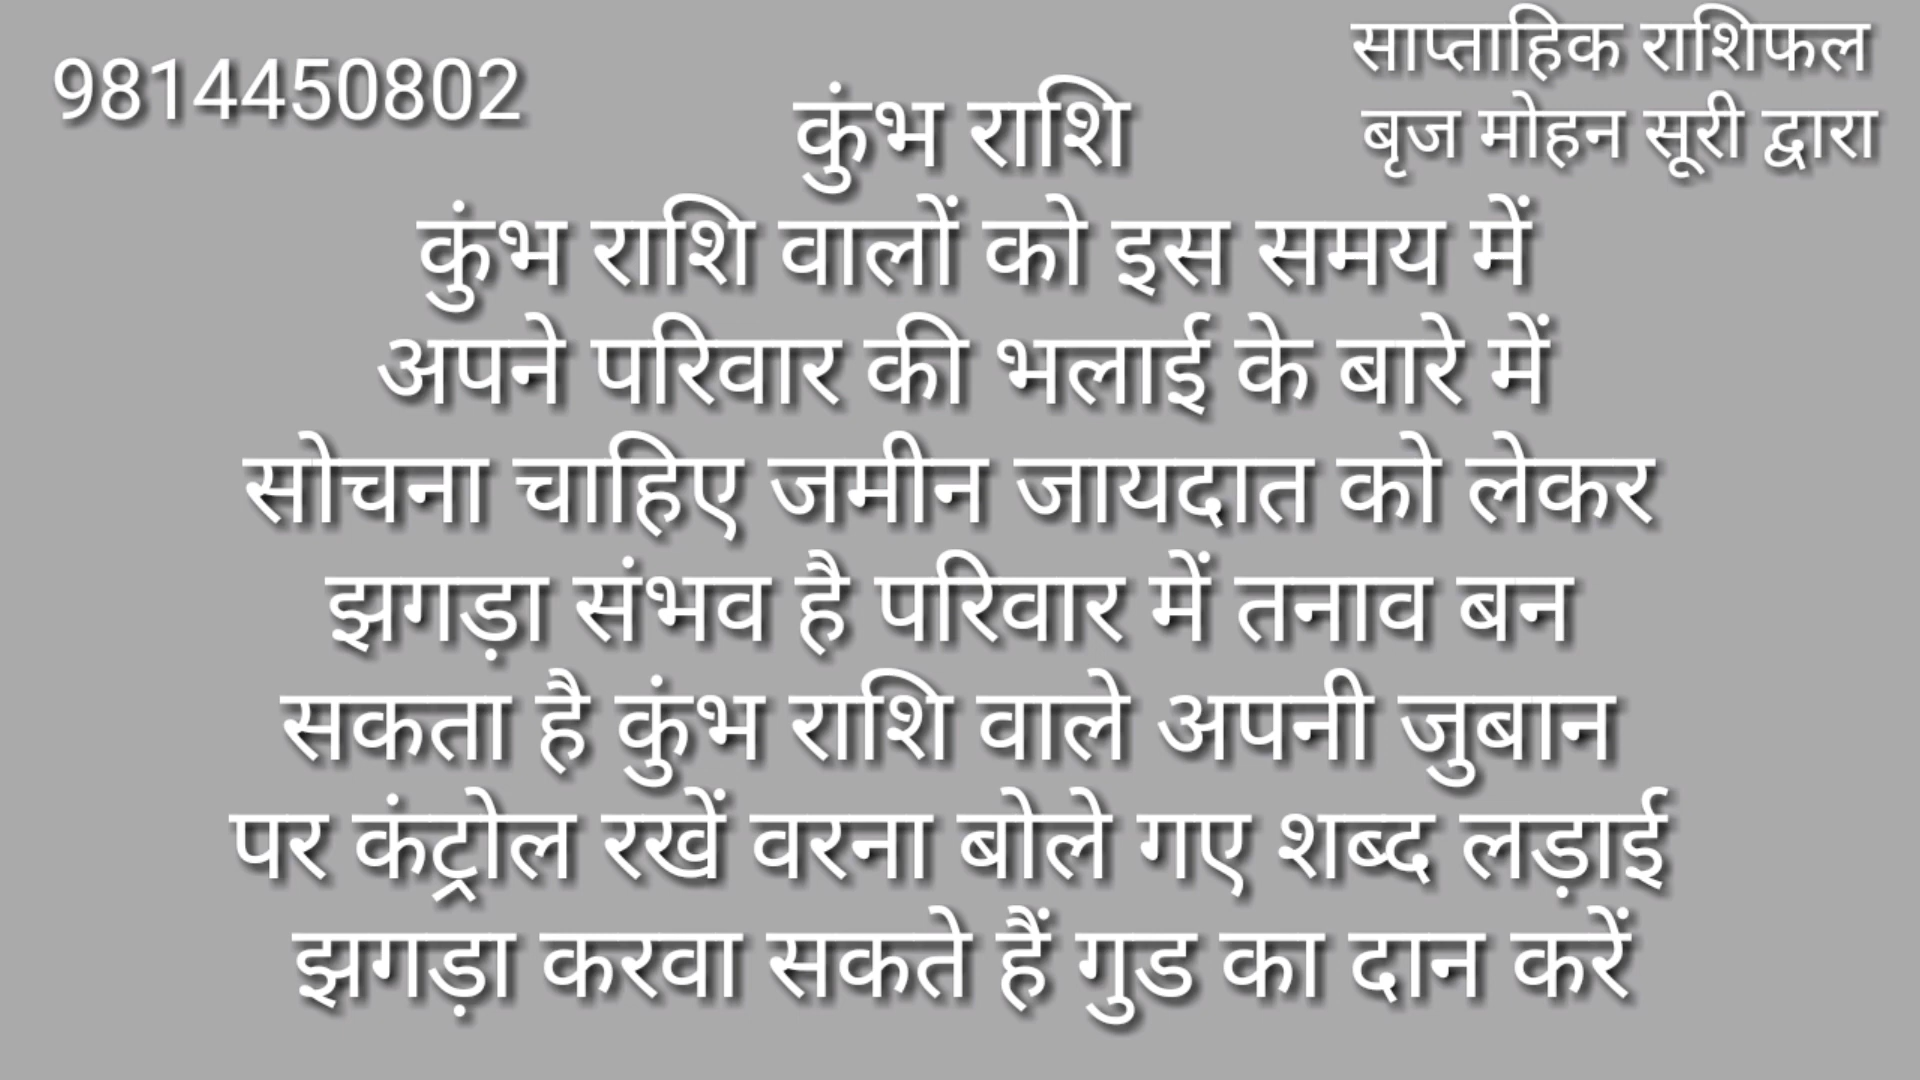 9814450802
साप्ताहिक राशिफल
बृज मोहन सूरी द्वारा
कुंभ राशि
कुंभ राशि वालों को इस समय में
अपने परिवार की भलाई के बारे में
सोचना चाहिए जमीन जायदात को लेकर
झगड़ा संभव है परिवार में तनाव बन
सकता है कुंभ राशि वाले अपनी जुबान
पर कंट्रोल रखें वरना बोले गए शब्द लड़ाई
झगड़ा करवा सकते हैं गुड का दान करें